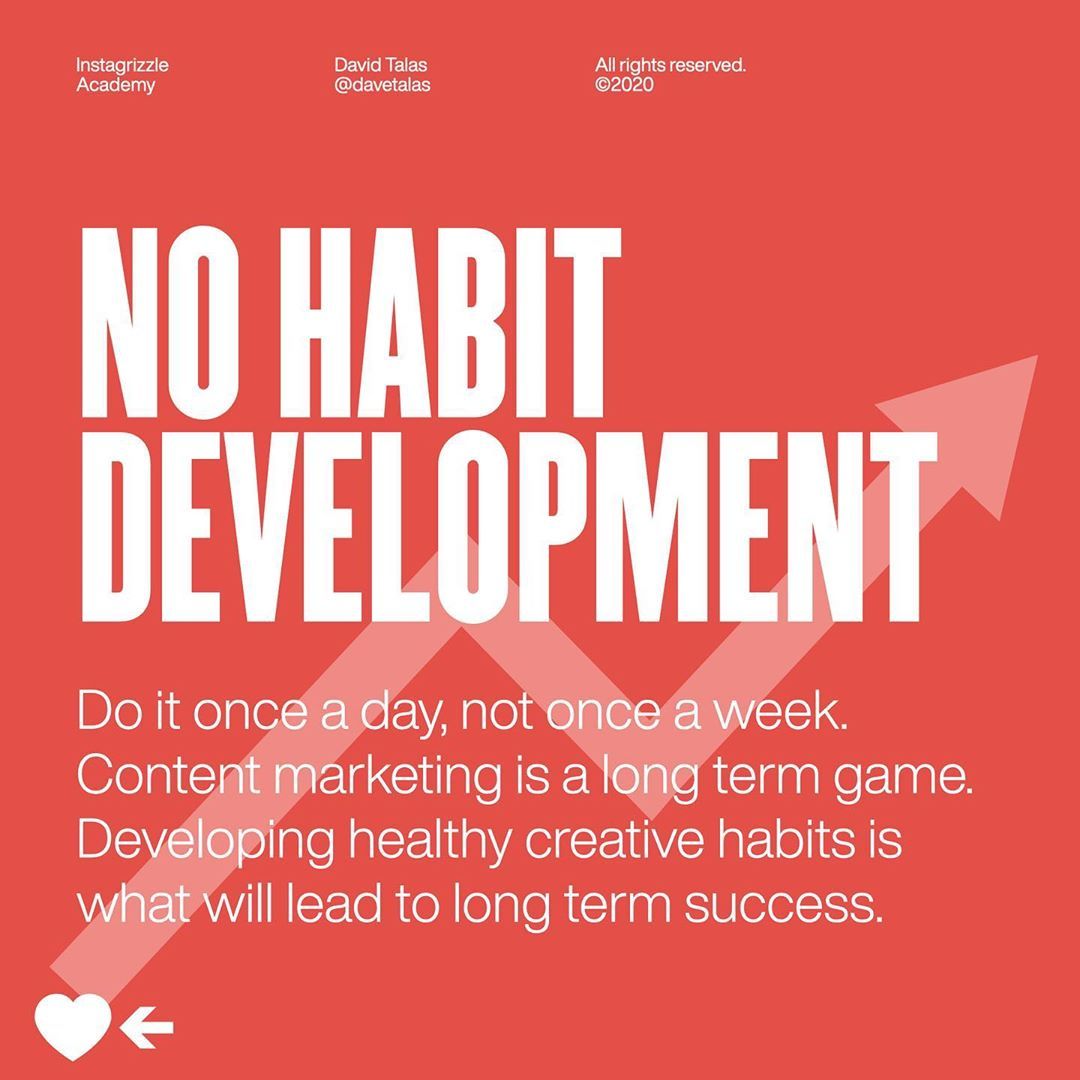 Instagrizzle
Academy
David Talas
@davetalas
All rights reserved.
©2020
NO HABIT
DEVELOPMENT
Do it once a day, not once a week.
Content marketing is a long term game.
Developing healthy creative habits is
what will lead to long term success.